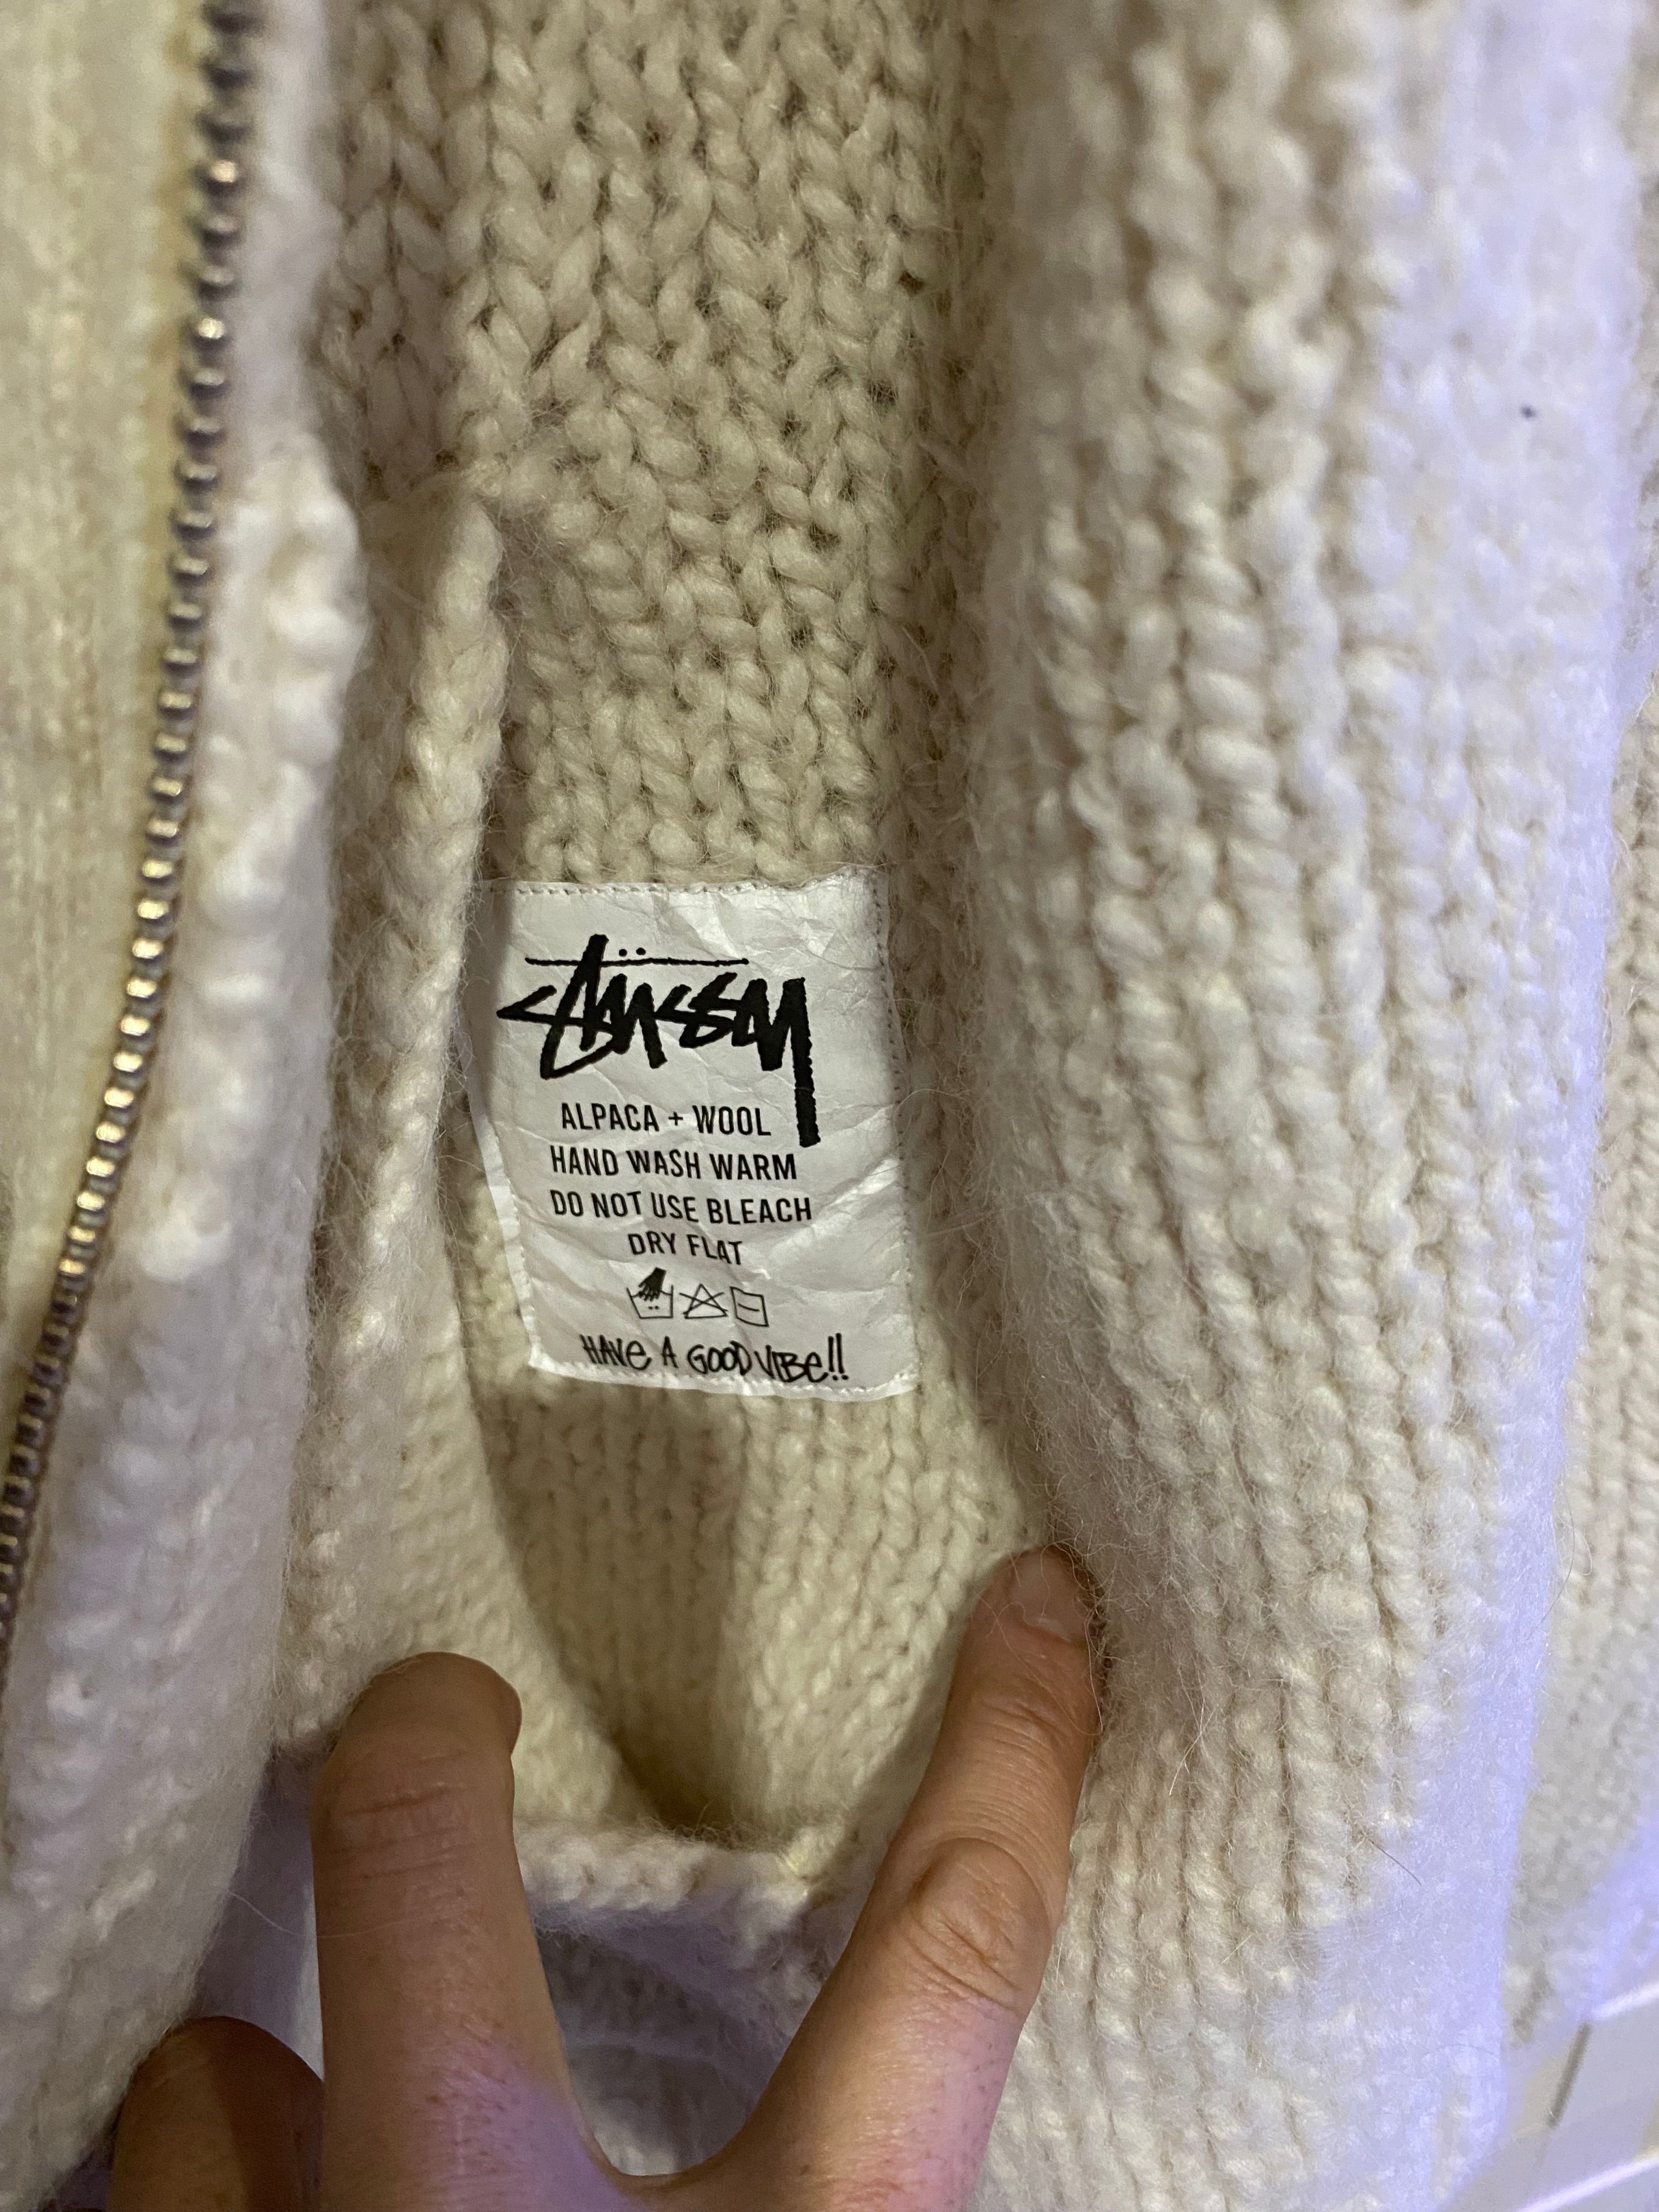 Stüssy
ALPACA + WOOL
HAND WASH WARM
DO NOT USE BLEACH
DRY FLAT
HAVE A GOOD VIBE!!